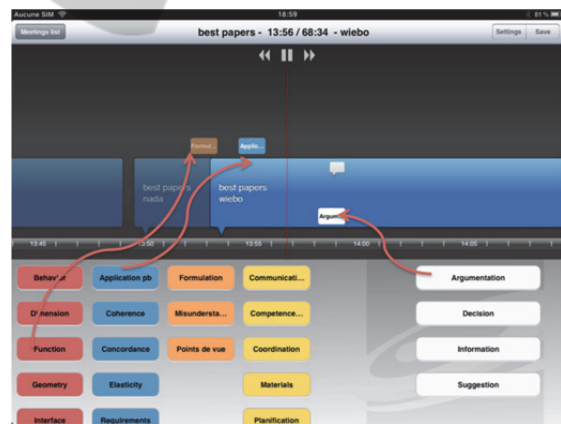 Aucune SIM 18:59 81 %
Meetings list best papers - 13:56 / 68:34 - wiebo Settings Save
Formul... Applic...
best papers
nada
best papers
wiebo
Argum...
13:45 13:50 13:55 14:00 14:05
Behavior Application pb Formulation Communicati... Argumentation
Dimension Coherence Misundersta... Competence... Decision
Function Concordance Points de vue Coordination Information
Geometry Elasticity Materials Suggestion
Interface Requirements Planification